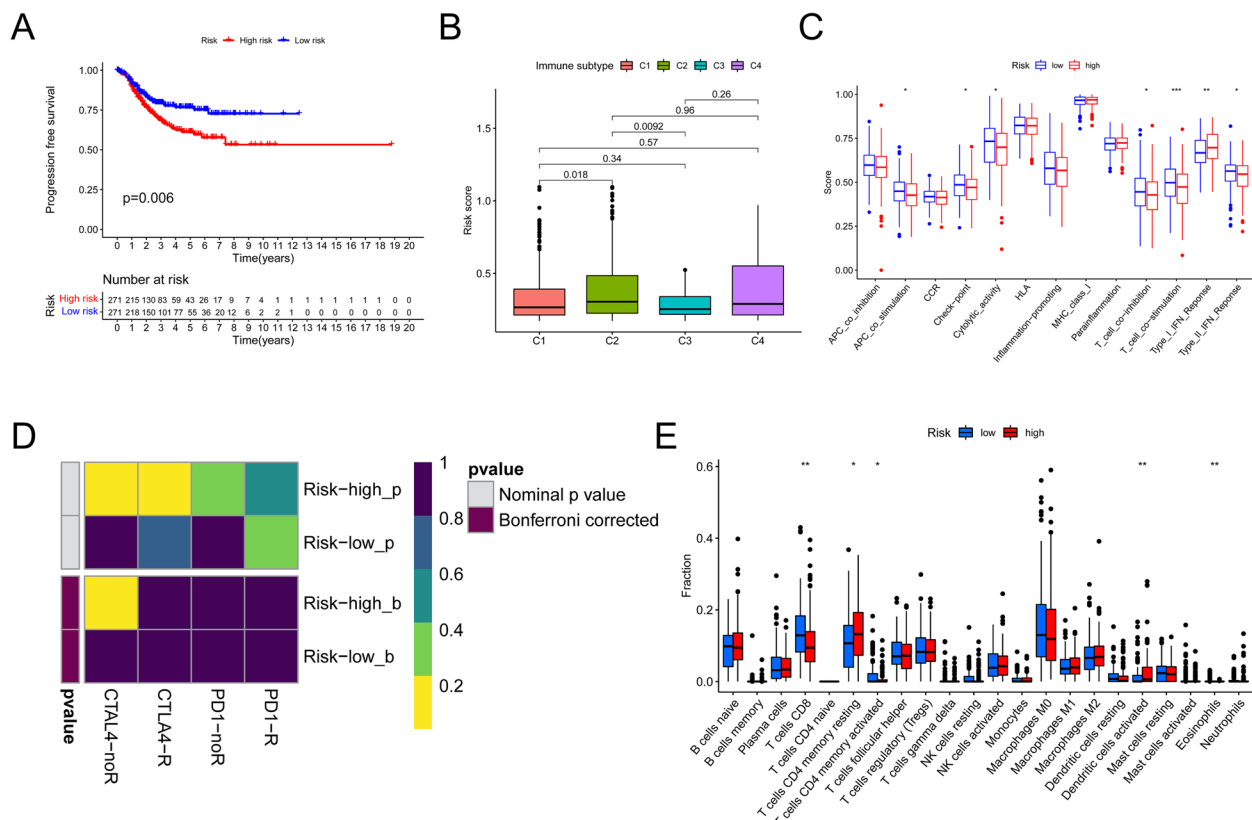 A
Risk High risk Low risk
Progression free survival
1.00
0.75
0.50
0.25
0.00
p=0.006
0 1 2 3 4 5 6 7 8 9 10 11 12 13 14 15 16 17 18 19 20
Time(years)
Number at risk
Risk
High risk 271 215 130 83 59 43 26 17 9 7 4 1 1 1 1 1 1 1 1 0 0
Low risk 271 218 150 101 77 55 36 20 12 6 4 2 1 0 0 0 0 0 0 0 0
0 1 2 3 4 5 6 7 8 9 10 11 12 13 14 15 16 17 18 19 20
Time(years)
B
Immune subtype C1 C2 C3 C4
Risk score
1.5
1.0
0.5
0.26
0.96
0.0092
0.57
0.34
0.018
C1 C2 C3 C4
C
Risk low high
Score
1.00
0.75
0.50
0.25
0.00
* * * * *** ** *
APC_co_inhibition
APC_co_stimulation
CCR
Check-point
Cytolytic_activity
HLA
Inflammation-promoting
MHC_class_I
Parainflammation
T_cell_co-inhibition
T_cell_co-stimulation
Type_I_IFN_Reponse
Type_II_IFN_Reponse
D
Risk-high_p
Risk-low_p
Risk-high_b
Risk-low_b
pvalue
CTAL4-noR
CTLA4-R
PD1-noR
PD1-R
1
0.8
0.6
0.4
0.2
pvalue
Nominal p value
Bonferroni corrected
E
Risk low high
Fraction
0.6
0.4
0.2
0.0
** * * ** **
B cells naive
B cells memory
Plasma cells
T cells CD8
T cells CD4 naive
T cells CD4 memory resting
T cells CD4 memory activated
T cells follicular helper
T cells regulatory (Tregs)
T cells gamma delta
NK cells resting
NK cells activated
Monocytes
Macrophages M0
Macrophages M1
Macrophages M2
Dendritic cells resting
Dendritic cells activated
Mast cells resting
Mast cells activated
Eosinophils
Neutrophils